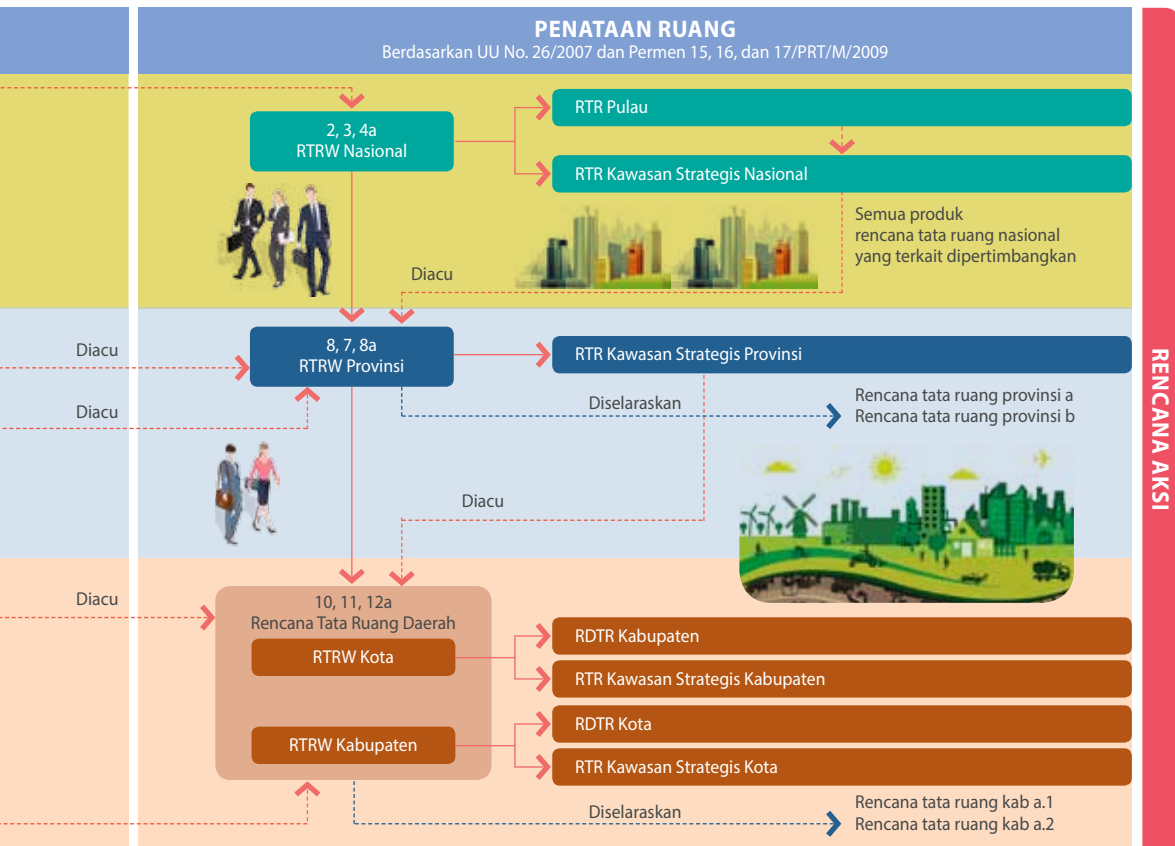 PENATAAN RUANG
Berdasarkan UU No. 26/2007 dan Permen 15, 16, dan 17/PRT/M/2009
2, 3, 4a
RTRW Nasional
RTR Pulau
RTR Kawasan Strategis Nasional
Semua produk
rencana tata ruang nasional
yang terkait dipertimbangkan
Diacu
Diacu
8, 7, 8a
RTRW Provinsi
RTR Kawasan Strategis Provinsi
Diacu
Diselaraskan
Rencana tata ruang provinsi a
Rencana tata ruang provinsi b
Diacu
Diacu
10, 11, 12a
Rencana Tata Ruang Daerah
RTRW Kota
RDTR Kabupaten
RTR Kawasan Strategis Kabupaten
RTRW Kabupaten
RDTR Kota
RTR Kawasan Strategis Kota
Diselaraskan
Rencana tata ruang kab a.1
Rencana tata ruang kab a.2
RENCANA AKSI